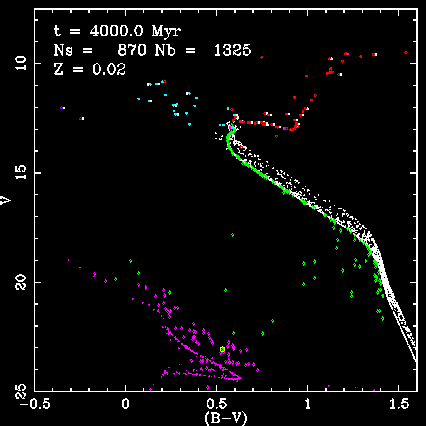 t = 4000.0 Myr
Ns = 870 Nb = 1325
Z = 0.02
10
15
20
25
V
-0.5 0 0.5 1 1.5
(B-V)